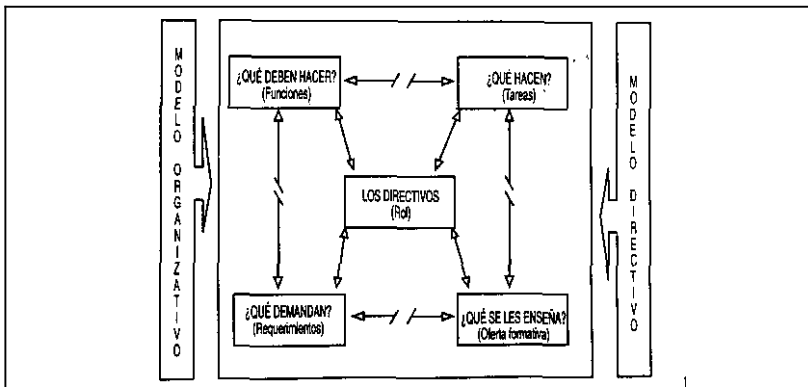 MODELO ORGANIZATIVO
¿QUÉ DEBEN HACER?
(Funciones)
¿QUÉ HACEN?
(Tareas)
LOS DIRECTIVOS
(Rol)
¿QUÉ DEMANDAN?
(Requerimientos)
¿QUÉ SE LES ENSEÑA?
(Oferta formativa)
MODELO DIRECTIVO
1